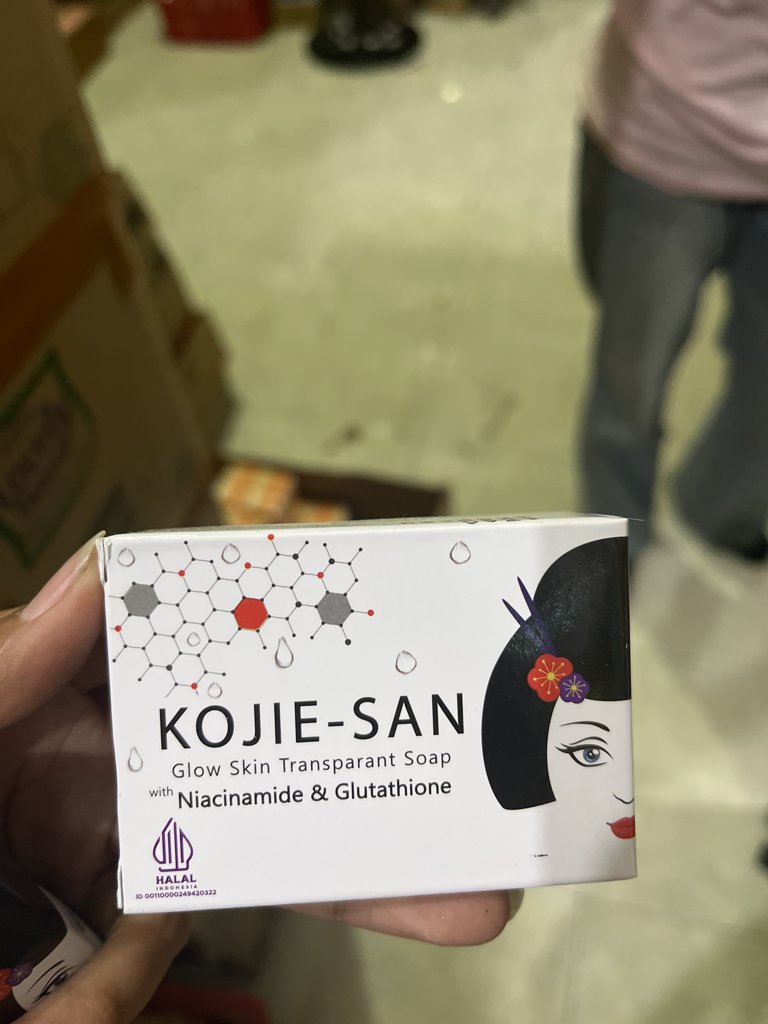 KOJIE-SAN
Glow Skin Transparant Soap
with Niacinamide & Glutathione
HALAL
INDONESIA
ID 00110000249420322